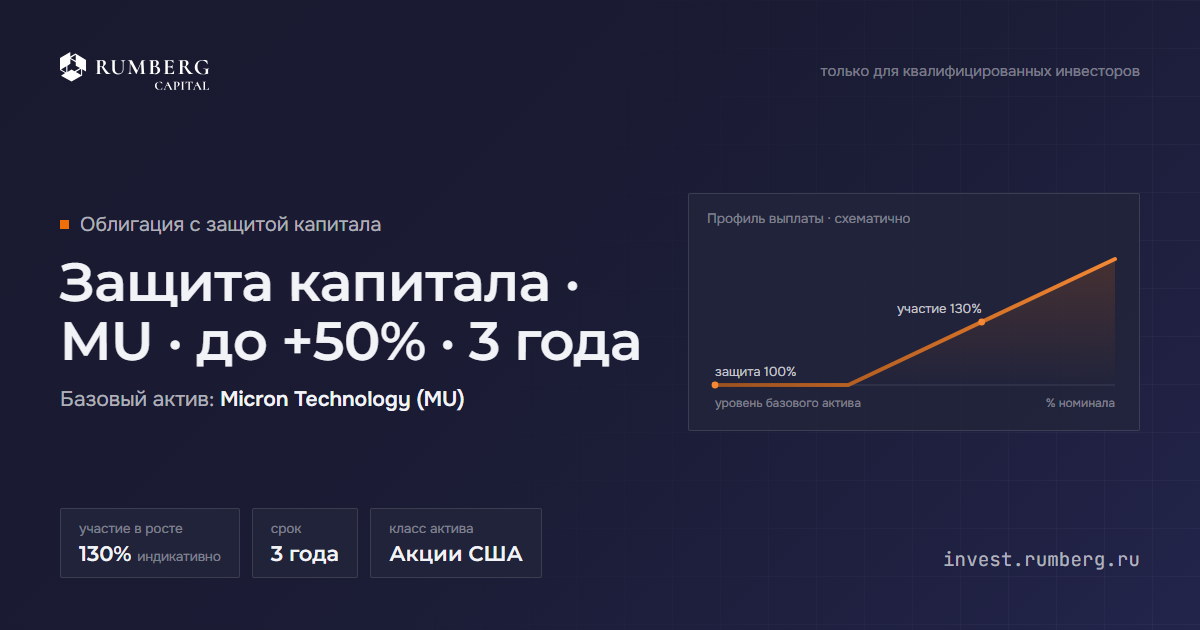 RUMBERG
CAPITAL
только для квалифицированных инвесторов
Облигация с защитой капитала
Защита капитала ·
MU · до +50% · 3 года
Базовый актив: Micron Technology (MU)
Профиль выплаты · схематично
участие 130%
защита 100%
уровень базового актива
% номинала
участие в росте
130% индикативно
срок
3 года
класс актива
Акции США
invest.rumberg.ru